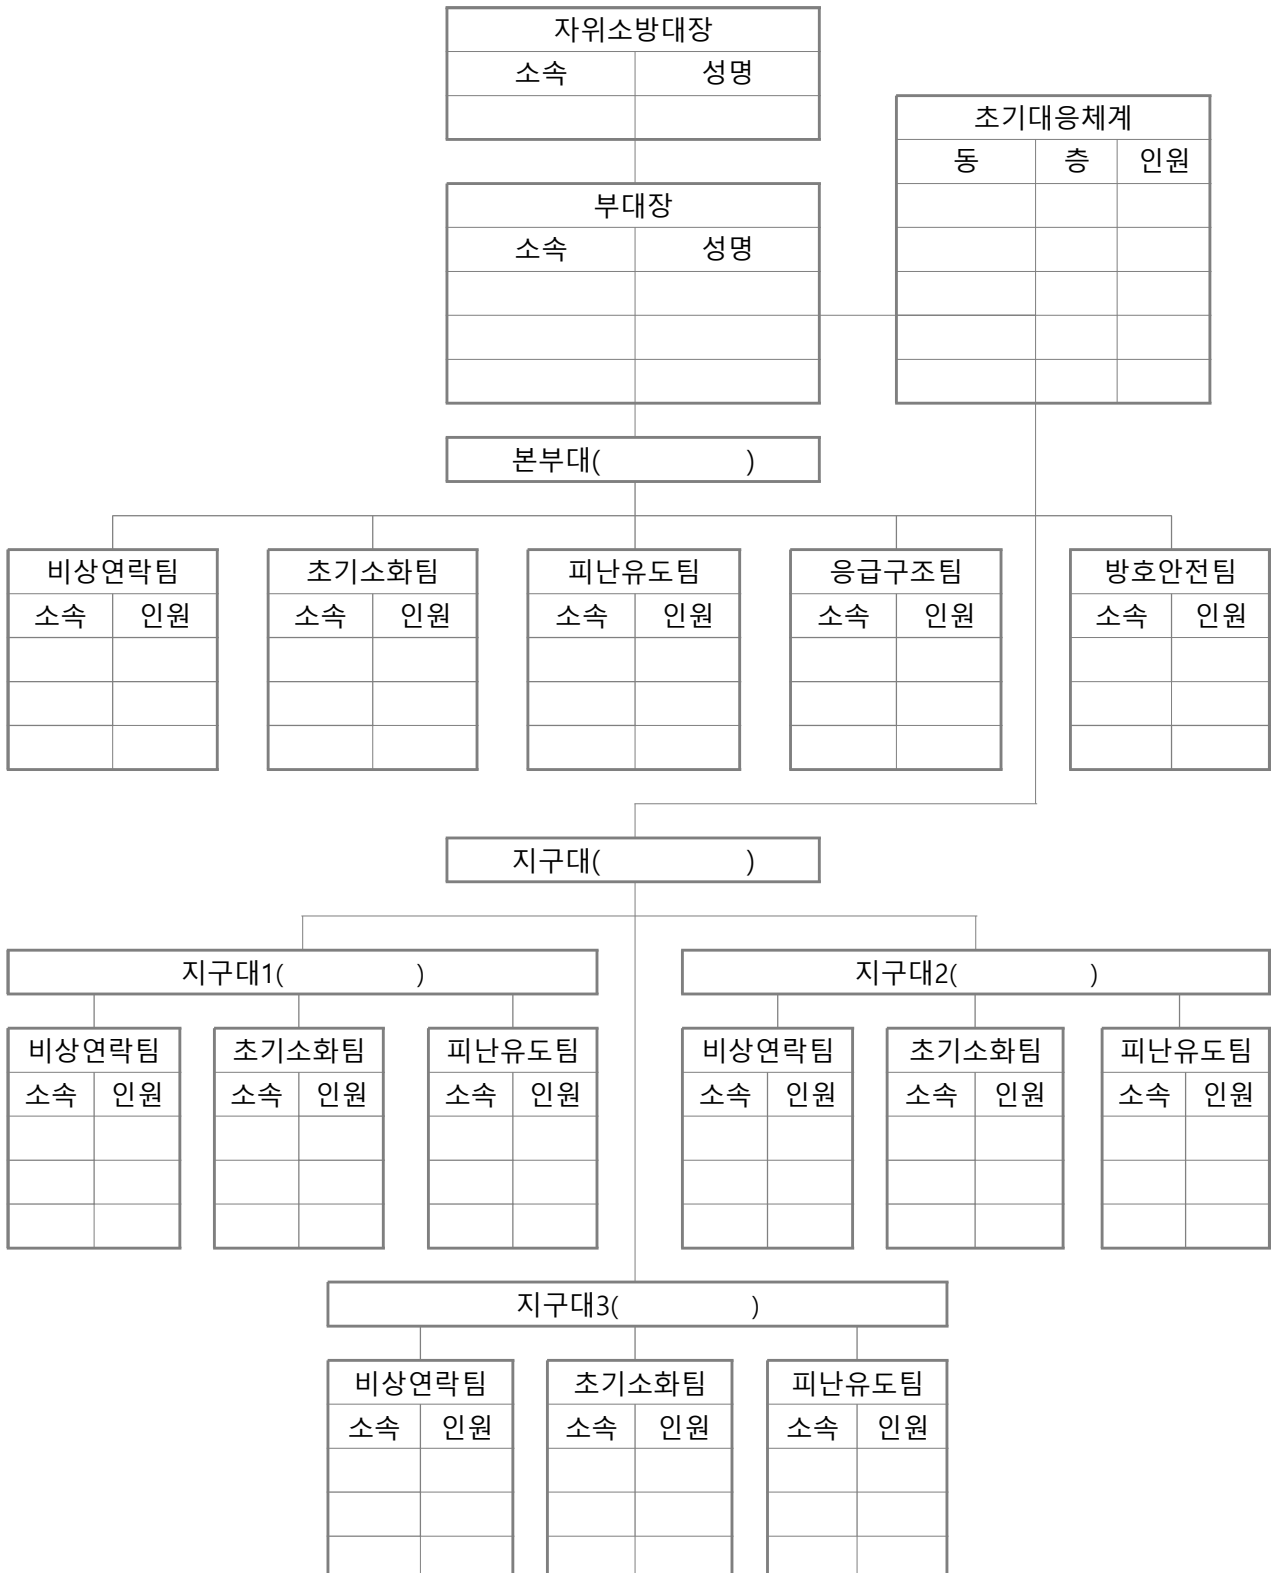 자위소방대장
소속 성명
초기대응체계
동 층 인원
부대장
소속 성명
본부대( )
비상연락팀 초기소화팀 피난유도팀 응급구조팀 방호안전팀
소속 인원 소속 인원 소속 인원 소속 인원 소속 인원
지구대( )
지구대1( ) 지구대2( )
비상연락팀 초기소화팀 피난유도팀 비상연락팀 초기소화팀 피난유도팀
소속 인원 소속 인원 소속 인원 소속 인원 소속 인원 소속 인원
지구대3( )
비상연락팀 초기소화팀 피난유도팀
소속 인원 소속 인원 소속 인원